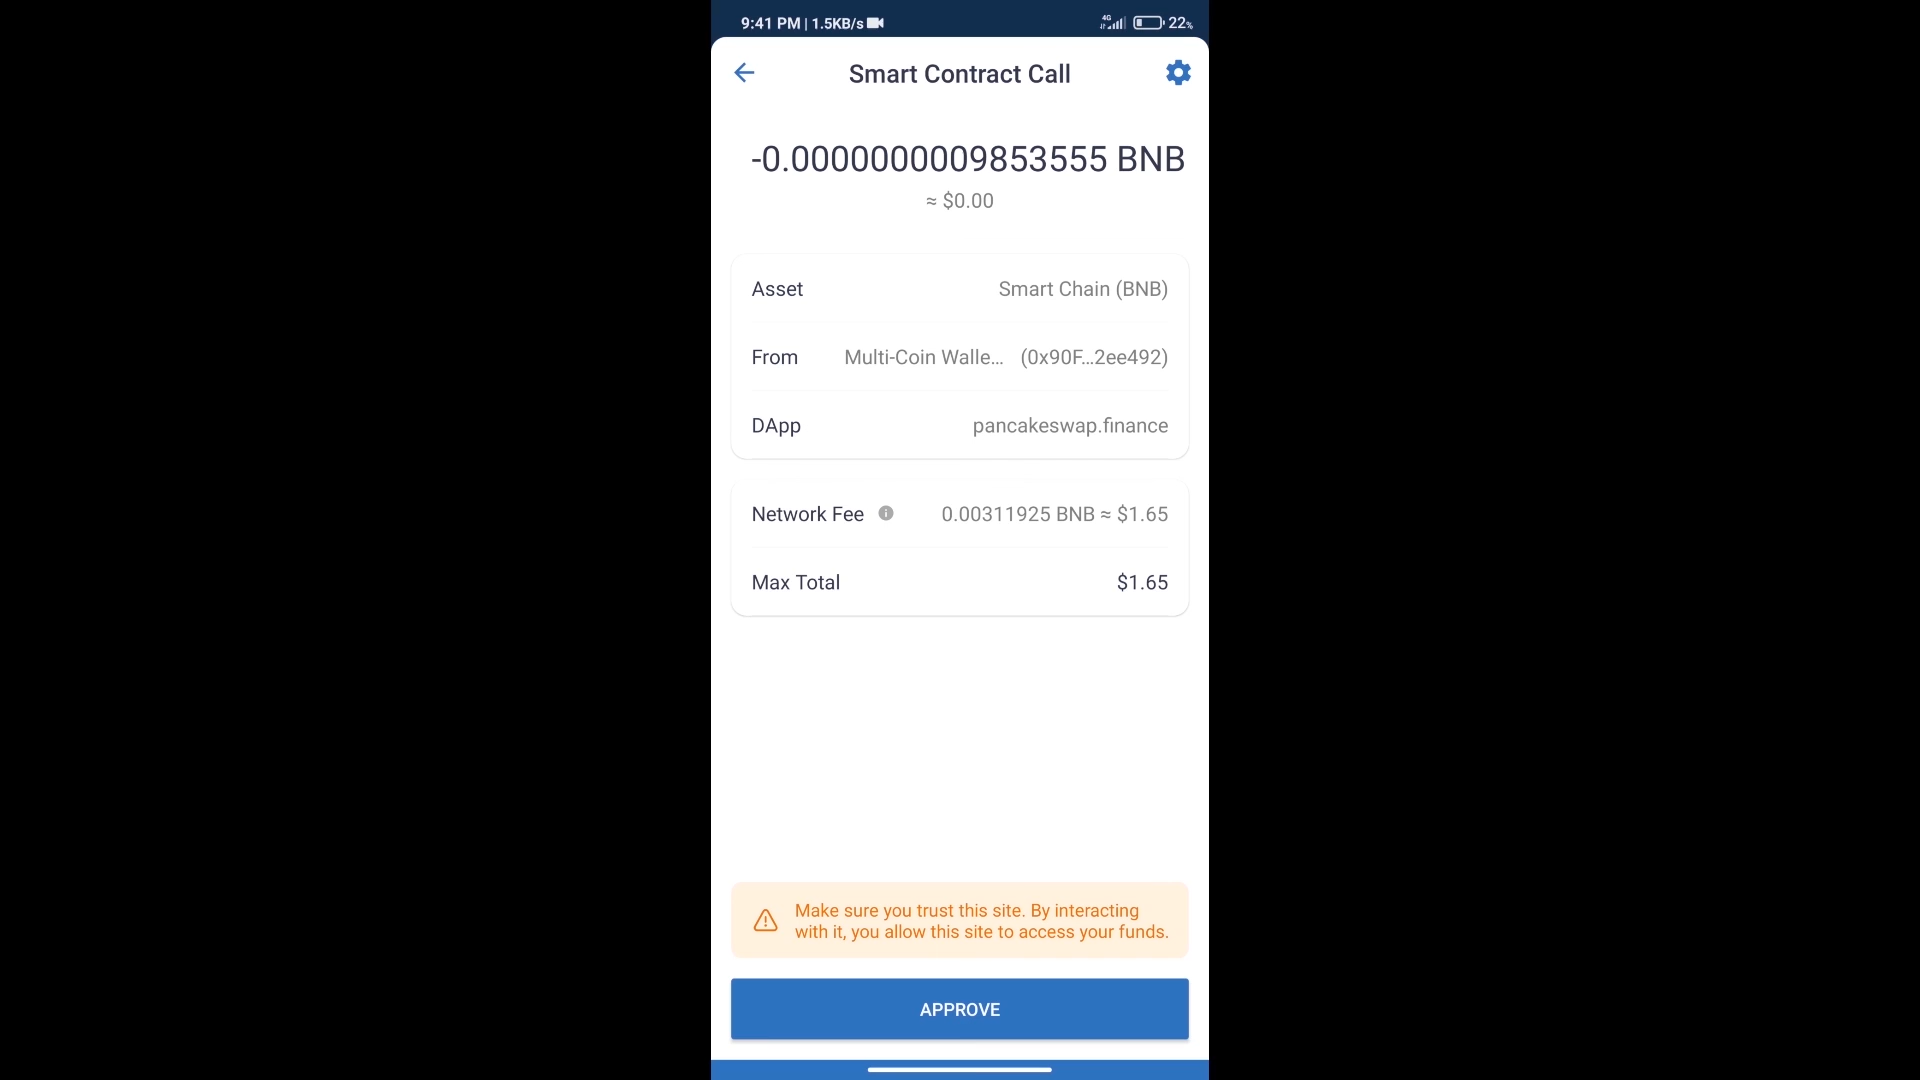 9:41 PM | 1.5KB/s 4G 22%
Smart Contract Call
-0.0000000009853555 BNB
≈ $0.00
Asset Smart Chain (BNB)
From Multi-Coin Walle... (0x90F...2ee492)
DApp pancakeswap.finance
Network Fee 0.00311925 BNB ≈ $1.65
Max Total $1.65
Make sure you trust this site. By interacting
with it, you allow this site to access your funds.
APPROVE